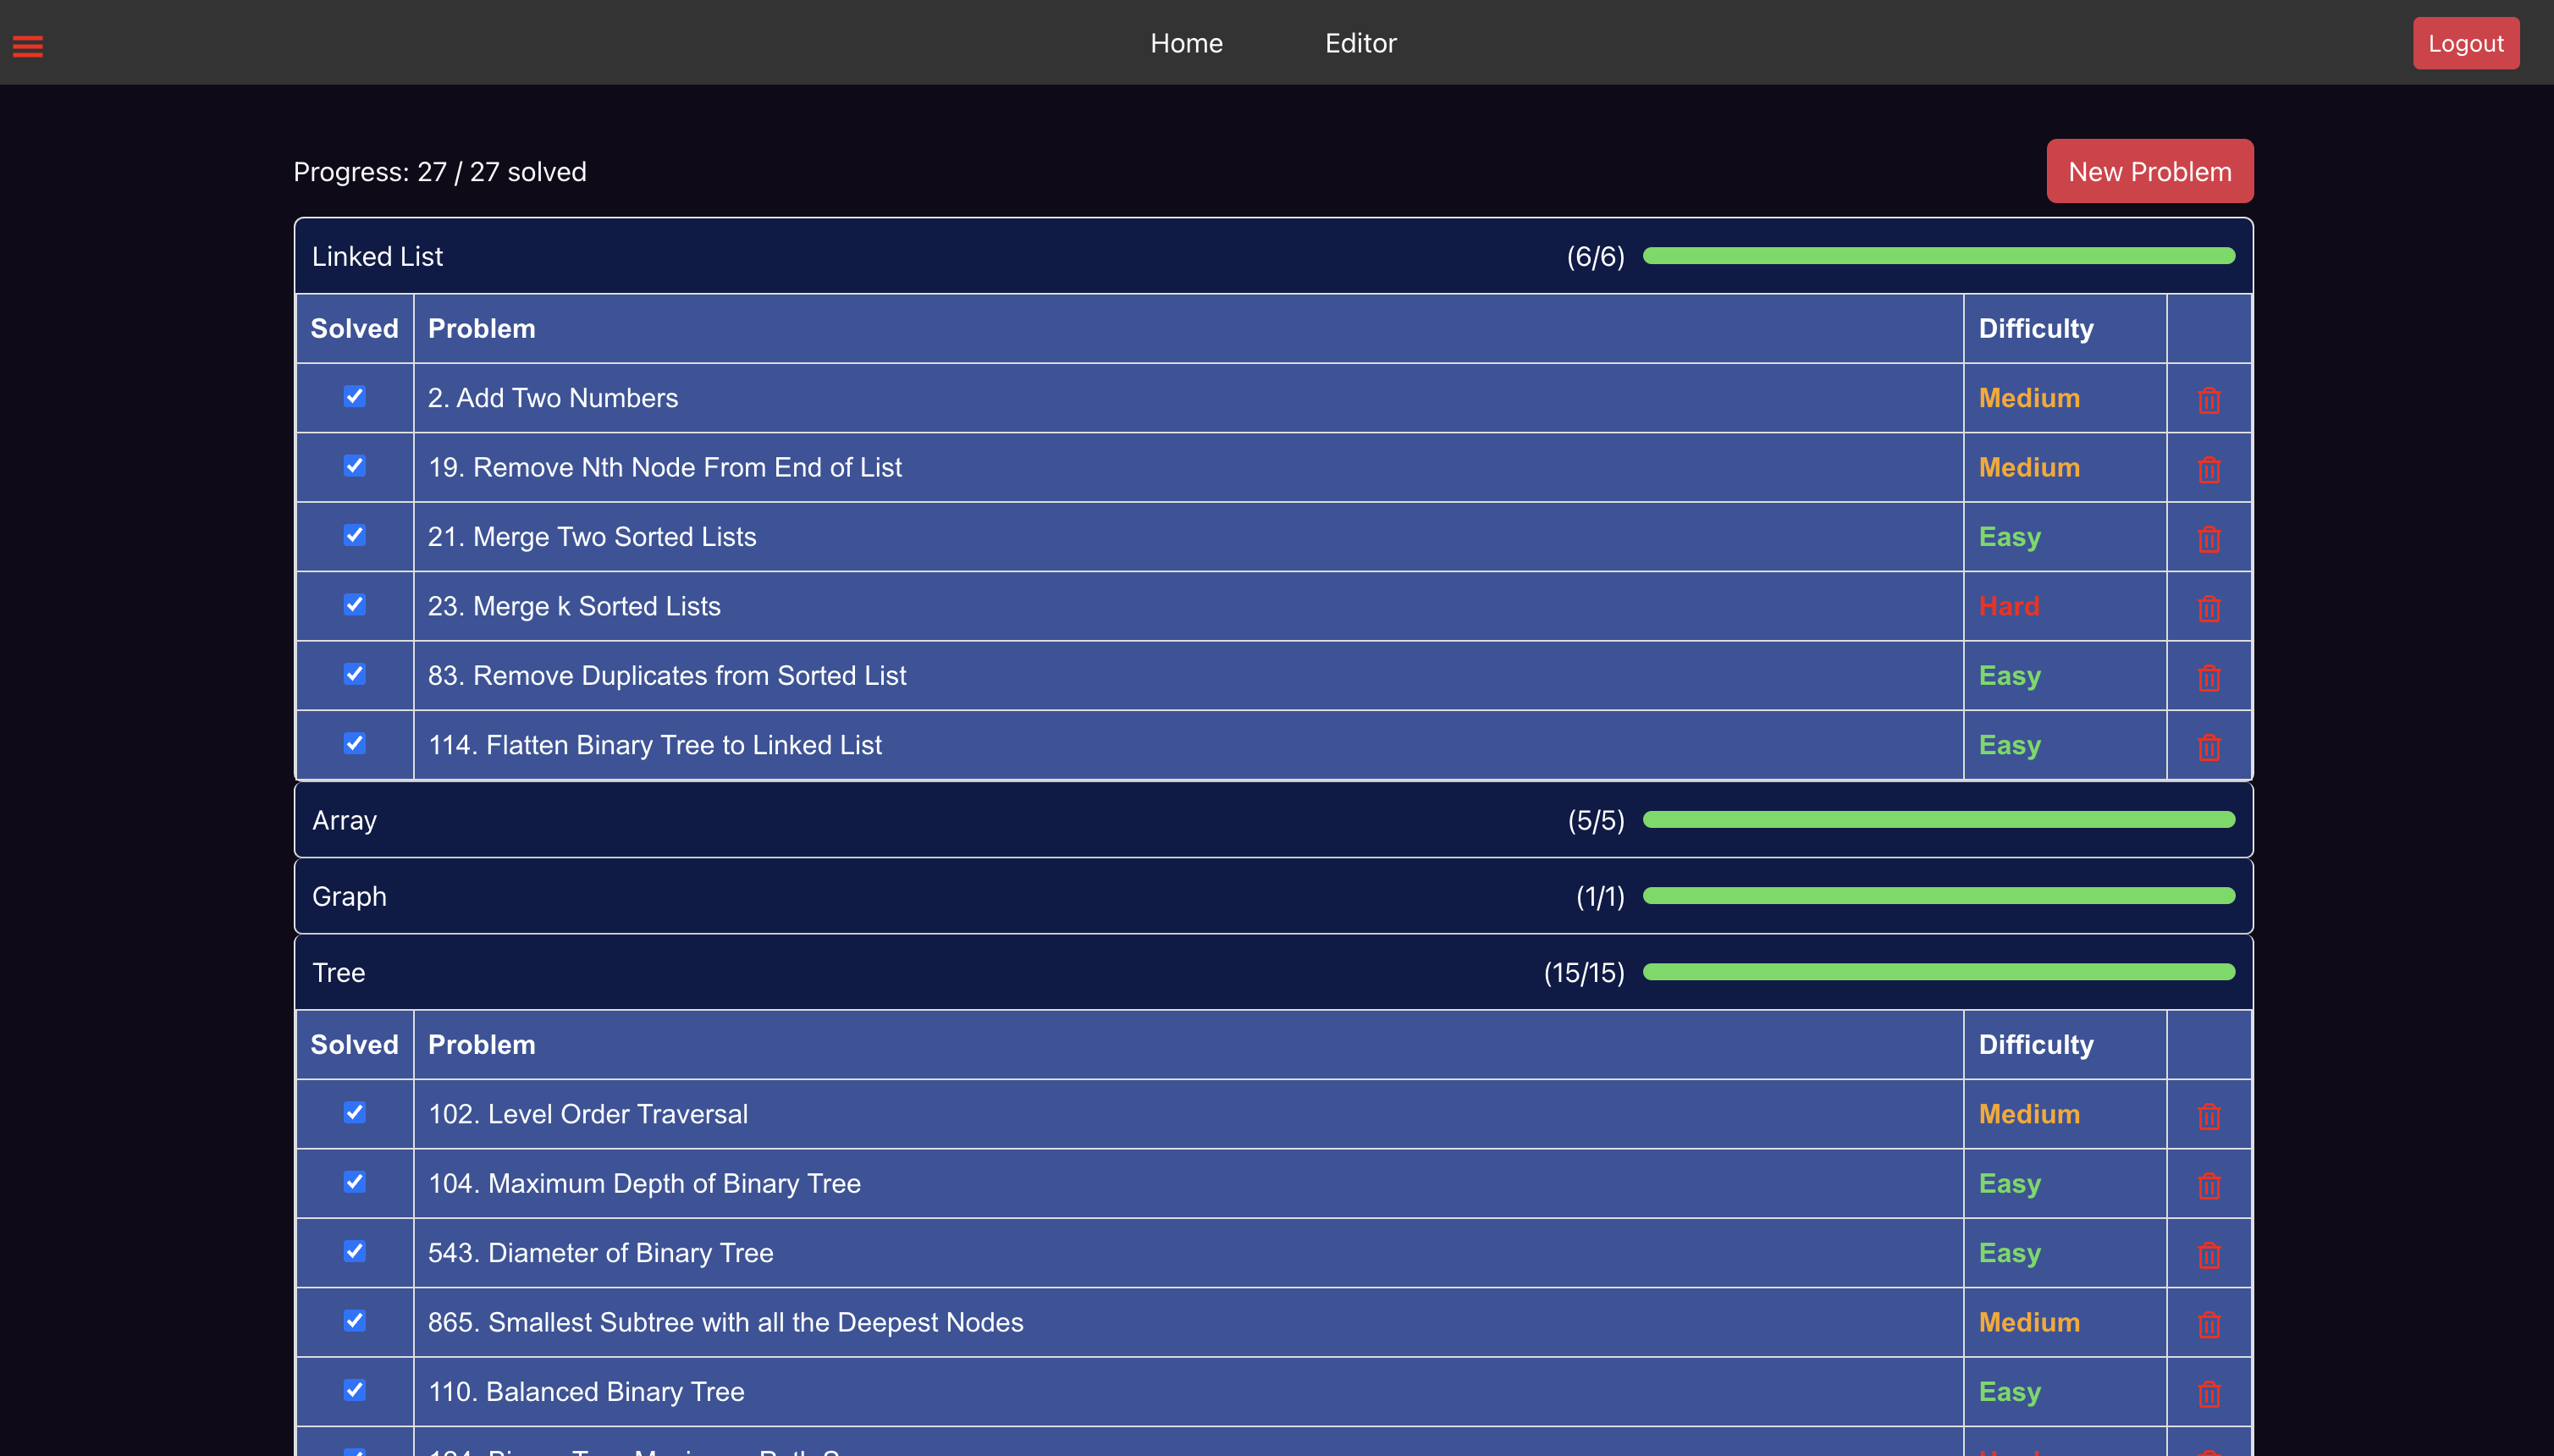 Home Editor Logout
Progress: 27 / 27 solved New Problem
Linked List (6/6)
Solved Problem Difficulty
2. Add Two Numbers Medium
19. Remove Nth Node From End of List Medium
21. Merge Two Sorted Lists Easy
23. Merge k Sorted Lists Hard
83. Remove Duplicates from Sorted List Easy
114. Flatten Binary Tree to Linked List Easy
Array (5/5)
Graph (1/1)
Tree (15/15)
Solved Problem Difficulty
102. Level Order Traversal Medium
104. Maximum Depth of Binary Tree Easy
543. Diameter of Binary Tree Easy
865. Smallest Subtree with all the Deepest Nodes Medium
110. Balanced Binary Tree Easy